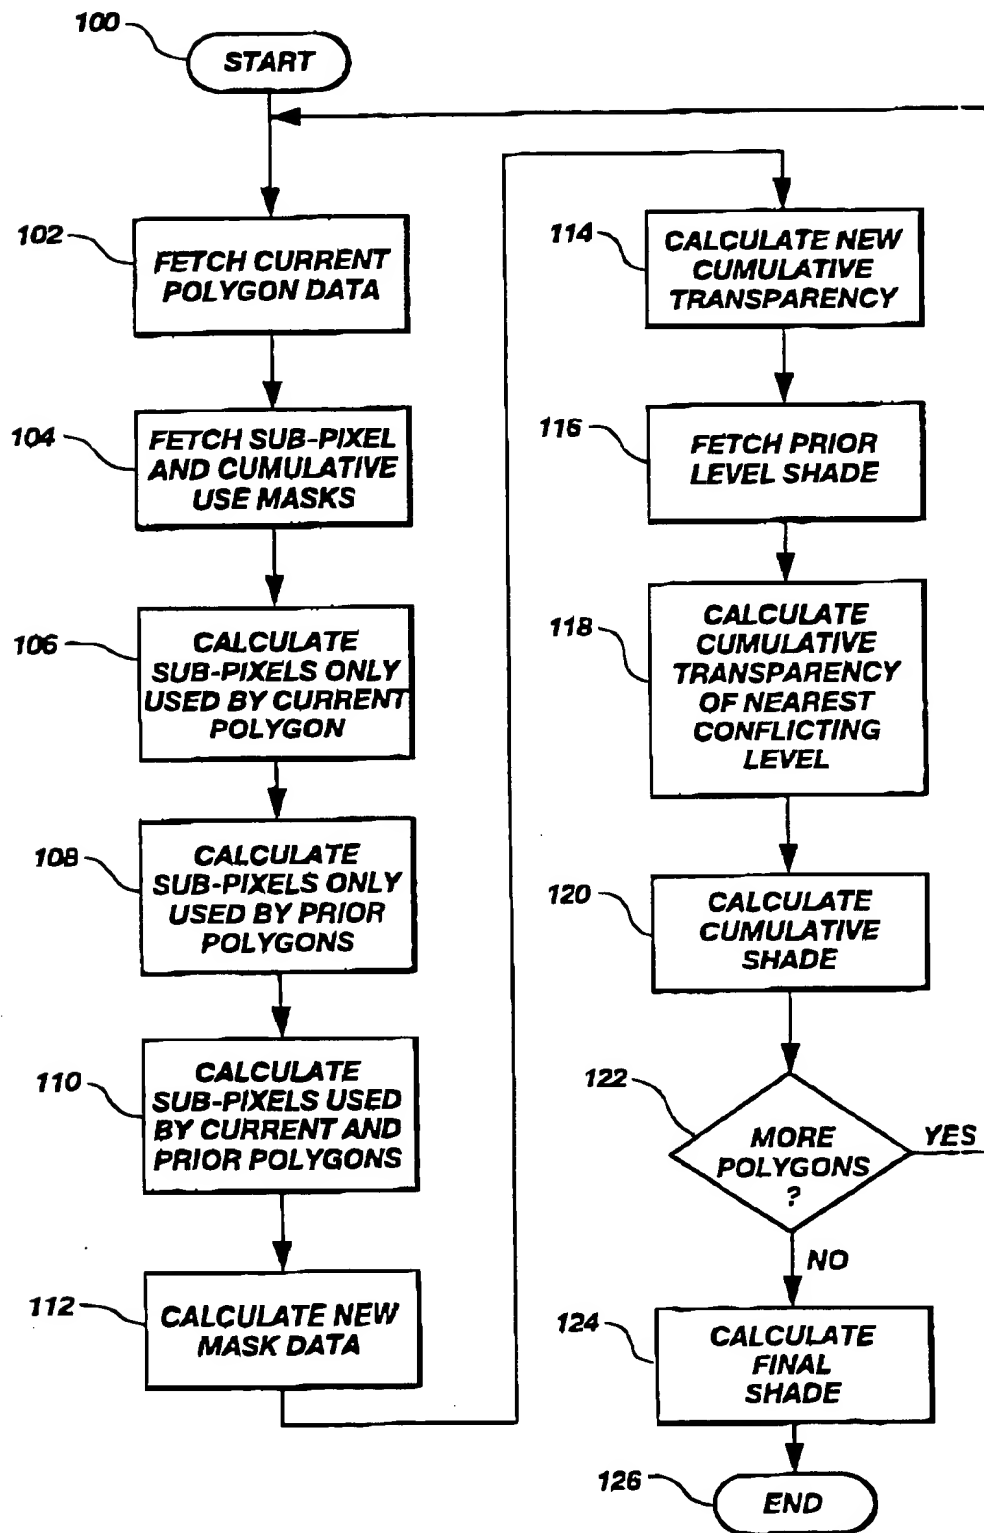 100
START
102
FETCH CURRENT
POLYGON DATA
104
FETCH SUB-PIXEL
AND CUMULATIVE
USE MASKS
106
CALCULATE
SUB-PIXELS ONLY
USED BY CURRENT
POLYGON
108
CALCULATE
SUB-PIXELS ONLY
USED BY PRIOR
POLYGONS
110
CALCULATE
SUB-PIXELS USED
BY CURRENT AND
PRIOR POLYGONS
112
CALCULATE NEW
MASK DATA
114
CALCULATE NEW
CUMULATIVE
TRANSPARENCY
116
FETCH PRIOR
LEVEL SHADE
118
CALCULATE
CUMULATIVE
TRANSPARENCY
OF NEAREST
CONFLICTING
LEVEL
120
CALCULATE
CUMULATIVE
SHADE
122
MORE
POLYGONS
?
YES
NO
124
CALCULATE
FINAL
SHADE
126
END